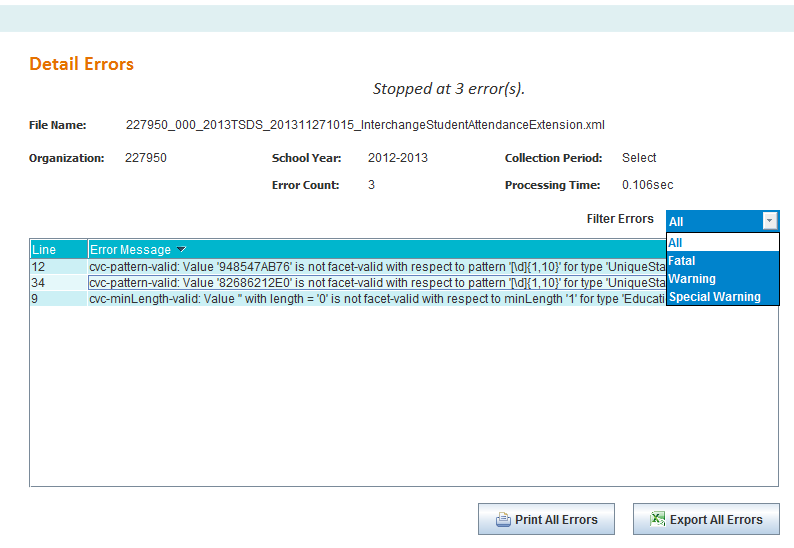 Detail Errors
Stopped at 3 error(s).
File Name: 227950_000_2013TSDS_201311271015_InterchangeStudentAttendanceExtension.xml
Organization: 227950 School Year: 2012-2013 Collection Period: Select
Error Count: 3 Processing Time: 0.106sec
Filter Errors All
All
Fatal
Warning
Special Warning
Line Error Message
12 cvc-pattern-valid: Value '948547AB76' is not facet-valid with respect to pattern '[\d]{1,10}' for type 'UniqueSta
34 cvc-pattern-valid: Value '82686212E0' is not facet-valid with respect to pattern '[\d]{1,10}' for type 'UniqueSta
9 cvc-minLength-valid: Value '' with length = '0' is not facet-valid with respect to minLength '1' for type 'Educati
Print All Errors Export All Errors